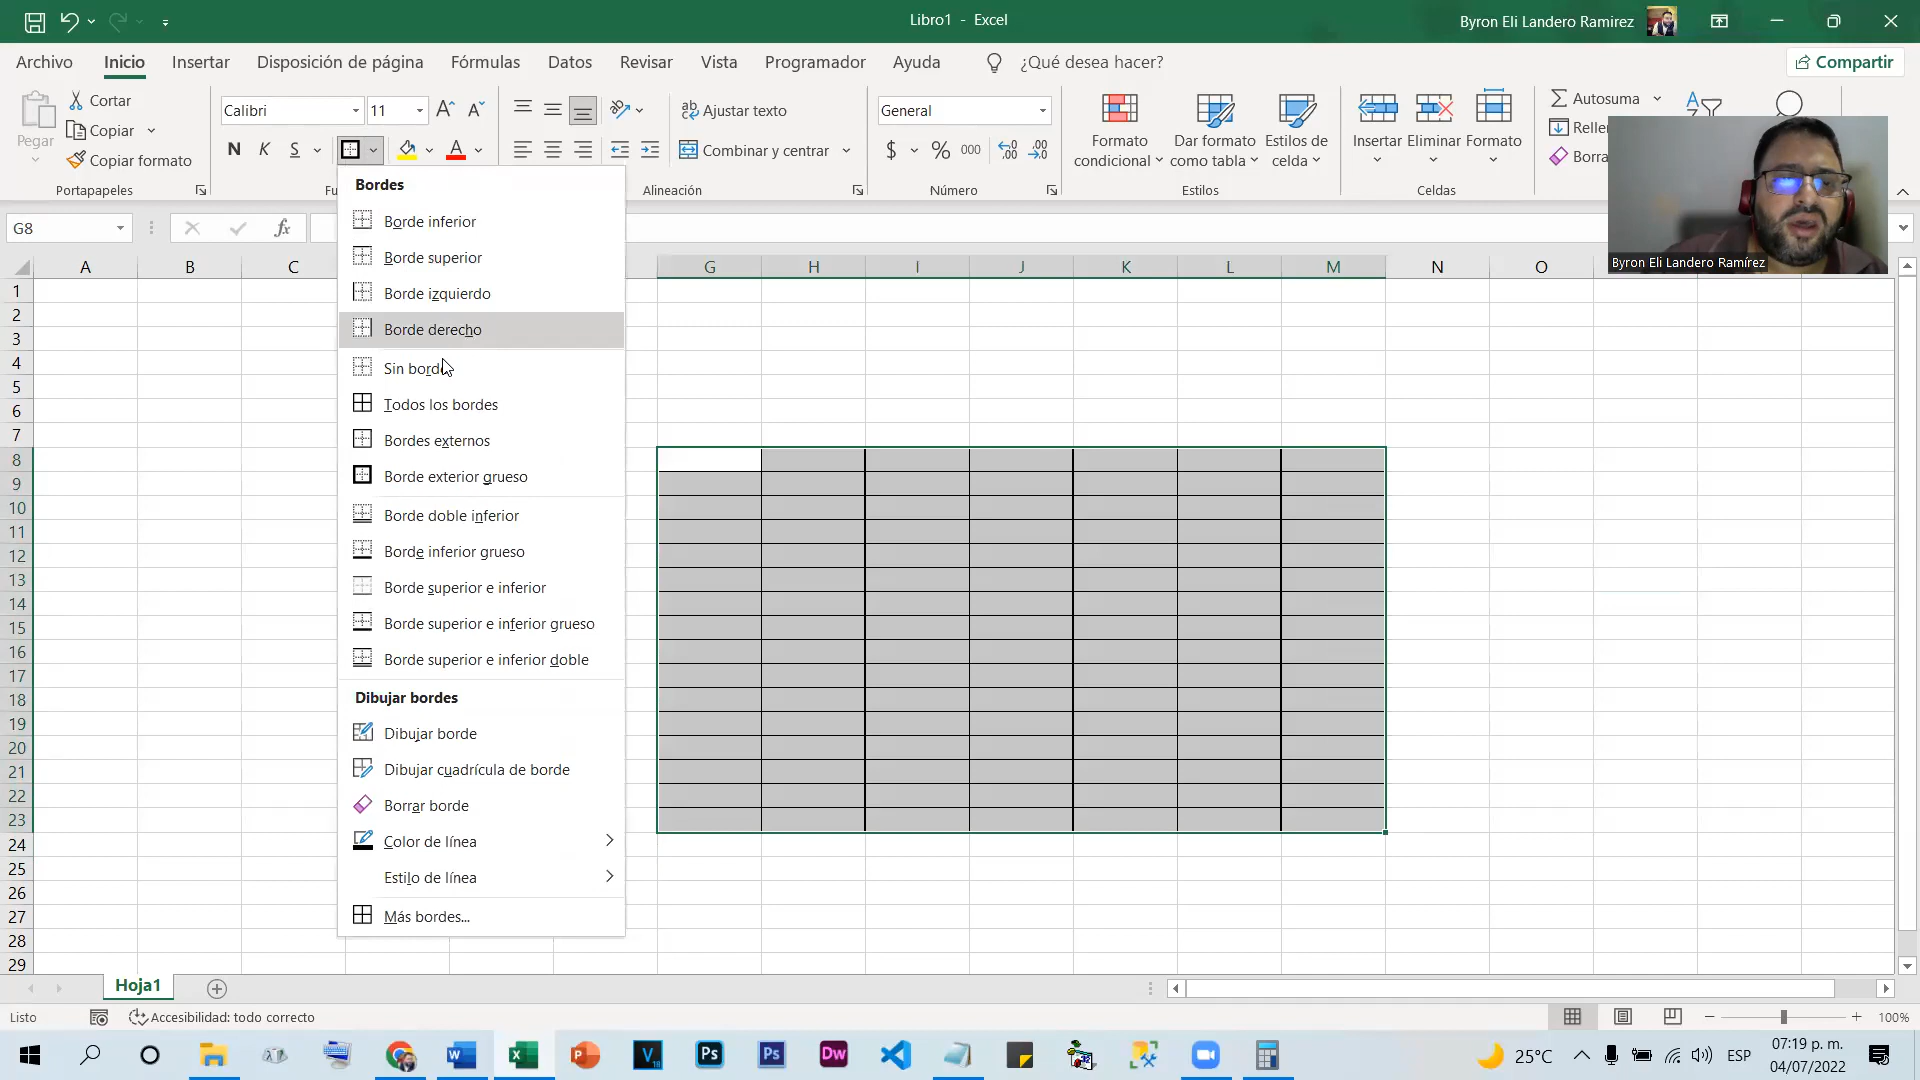 Libro1 - Excel
Byron Eli Landero Ramirez
Archivo
Inicio
Insertar
Disposición de página
Fórmulas
Datos
Revisar
Vista
Programador
Ayuda
¿Qué desea hacer?
Compartir
Pegar
Cortar
Copiar
Copiar formato
Portapapeles
Calibri
11
N K S
A
Fu
Ajustar texto
Combinar y centrar
Alineación
General
$ % 000
Número
Formato condicional
Dar formato como tabla
Estilos de celda
Estilos
Insertar
Eliminar
Formato
Celdas
Autosuma
Relle
Borra
Byron Eli Landero Ramírez
G8
fx
A B C G H I J K L M N O
1
2
3
4
5
6
7
8
9
10
11
12
13
14
15
16
17
18
19
20
21
22
23
24
25
26
27
28
29
Bordes
Borde inferior
Borde superior
Borde izquierdo
Borde derecho
Sin borde
Todos los bordes
Bordes externos
Borde exterior grueso
Borde doble inferior
Borde inferior grueso
Borde superior e inferior
Borde superior e inferior grueso
Borde superior e inferior doble
Dibujar bordes
Dibujar borde
Dibujar cuadrícula de borde
Borrar borde
Color de línea
Estilo de línea
Más bordes...
Hoja1
Listo
Accesibilidad: todo correcto
100%
25°C
ESP
07:19 p. m.
04/07/2022